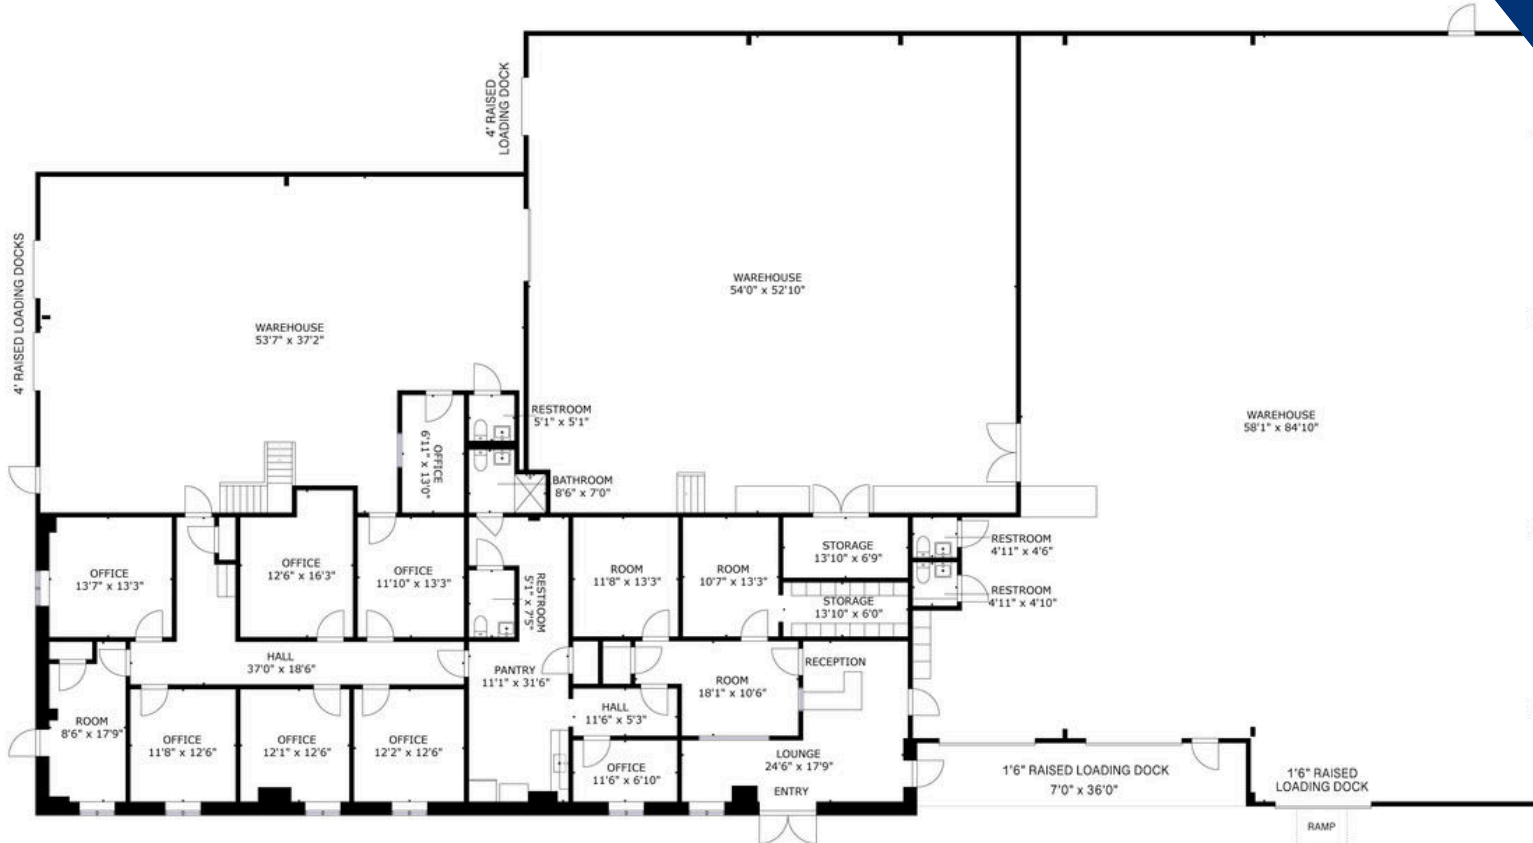 4' RAISED
LOADING DOCK
4' RAISED LOADING DOCKS
WAREHOUSE
54'0" x 52'10"
WAREHOUSE
53'7" x 37'2"
WAREHOUSE
58'1" x 84'10"
RESTROOM
5'1" x 5'1"
OFFICE
6'11" x 13'0"
BATHROOM
8'6" x 7'0"
OFFICE
13'7" x 13'3"
OFFICE
12'6" x 16'3"
OFFICE
11'10" x 13'3"
RESTROOM
5'1" x 7'5"
ROOM
11'8" x 13'3"
ROOM
10'7" x 13'3"
STORAGE
13'10" x 6'9"
STORAGE
13'10" x 6'0"
RESTROOM
4'11" x 4'6"
RESTROOM
4'11" x 4'10"
HALL
37'0" x 18'6"
PANTRY
11'1" x 31'6"
ROOM
18'1" x 10'6"
RECEPTION
ROOM
8'6" x 17'9"
OFFICE
11'8" x 12'6"
OFFICE
12'1" x 12'6"
OFFICE
12'2" x 12'6"
HALL
11'6" x 5'3"
OFFICE
11'6" x 6'10"
LOUNGE
24'6" x 17'9"
ENTRY
1'6" RAISED LOADING DOCK
7'0" x 36'0"
1'6" RAISED
LOADING DOCK
RAMP